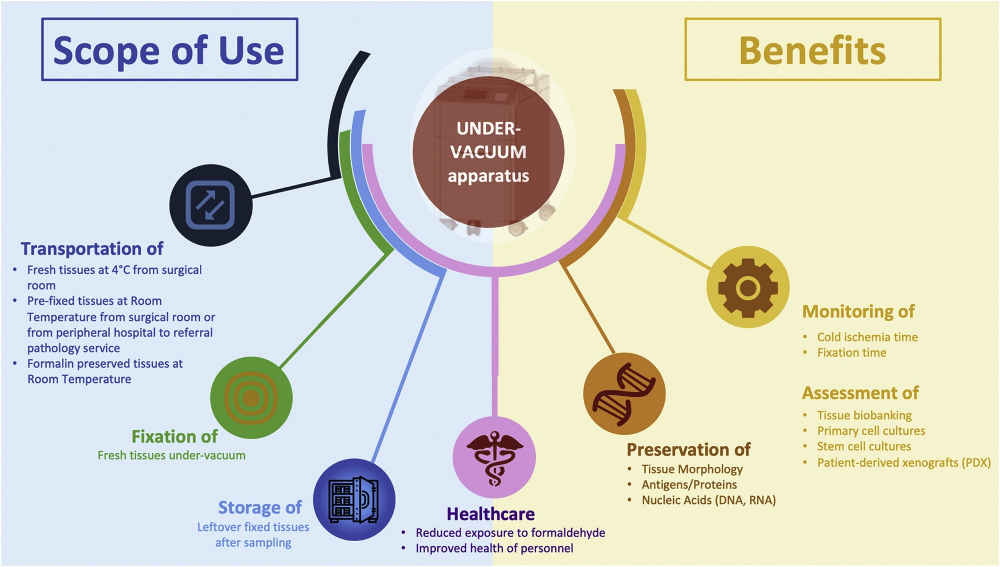 Scope of Use
Benefits
UNDER-
VACUUM
apparatus
Transportation of
• Fresh tissues at 4°C from surgical
room
• Pre-fixed tissues at Room
Temperature from surgical room or
from peripheral hospital to referral
pathology service
• Formalin preserved tissues at
Room Temperature
Fixation of
Fresh tissues under-vacuum
Storage of
Leftover fixed tissues
after sampling
Healthcare
• Reduced exposure to formaldehyde
• Improved health of personnel
Preservation of
• Tissue Morphology
• Antigens/Proteins
• Nucleic Acids (DNA, RNA)
Monitoring of
• Cold ischemia time
• Fixation time
Assessment of
• Tissue biobanking
• Primary cell cultures
• Stem cell cultures
• Patient-derived xenografts (PDX)